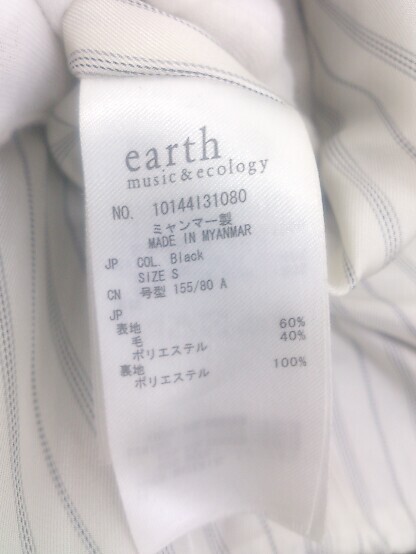 earth
music & ecology
NO. 10144I31080
ミャンマー製
MADE IN MYANMAR
JP COL. Black
SIZE S
CN 号型 155/80 A
JP
表地
毛 60%
ポリエステル 40%
裏地
ポリエステル 100%